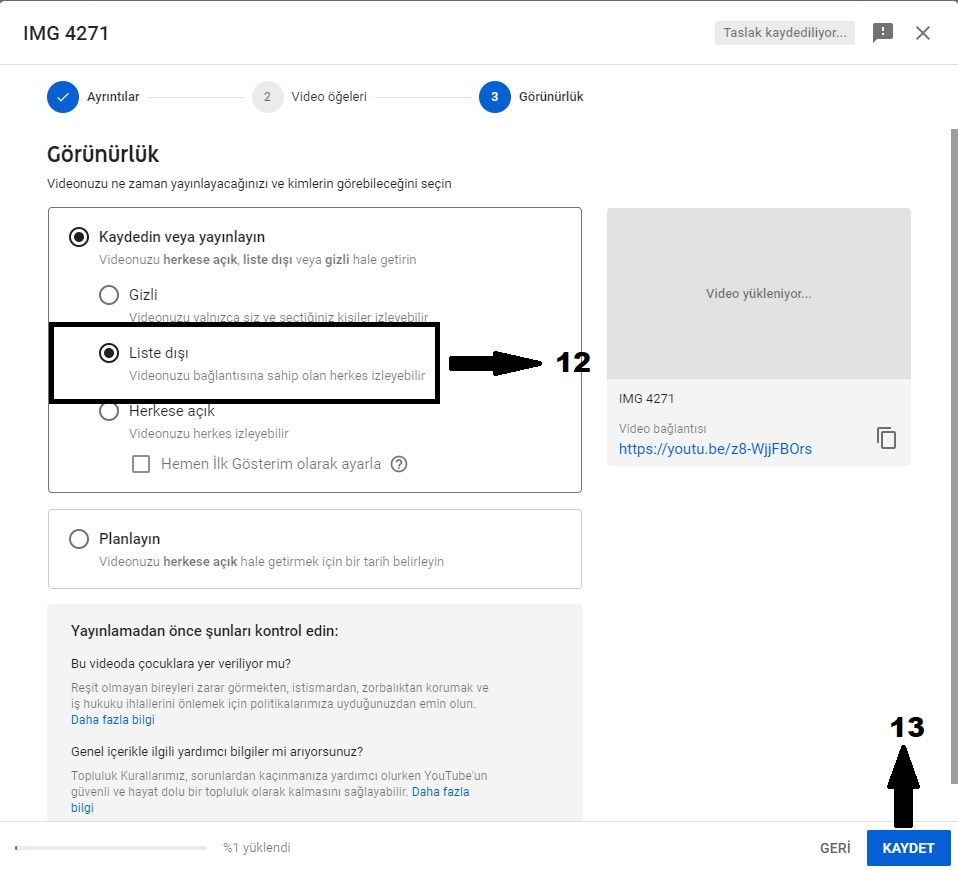 IMG 4271
Taslak kaydediliyor...
Ayrıntılar
2
Video öğeleri
3
Görünürlük
Görünürlük
Videonuzu ne zaman yayınlayacağınızı ve kimlerin görebileceğini seçin
Kaydedin veya yayınlayın
Videonuzu herkese açık, liste dışı veya gizli hale getirin
Gizli
Videonuzu yalnızca siz ve seçtiğiniz kişiler izleyebilir
Liste dışı
Videonuzu bağlantısına sahip olan herkes izleyebilir
12
Herkese açık
Videonuzu herkes izleyebilir
Hemen İlk Gösterim olarak ayarla ?
Video yükleniyor...
IMG 4271
Video bağlantısı
https://youtu.be/z8-WjjFBOrs
Planlayın
Videonuzu herkese açık hale getirmek için bir tarih belirleyin
Yayınlamadan önce şunları kontrol edin:
Bu videoda çocuklara yer veriliyor mu?
Reşit olmayan bireyleri zarar görmekten, istismardan, zorbalıktan korumak ve
iş hukuku ihlallerini önlemek için politikalarımıza uyduğunuzdan emin olun.
Daha fazla bilgi
Genel içerikle ilgili yardımcı bilgiler mi arıyorsunuz?
Topluluk Kurallarımız, sorunlardan kaçınmanıza yardımcı olurken YouTube'un
güvenli ve hayat dolu bir topluluk olarak kalmasını sağlayabilir. Daha fazla
bilgi
13
%1 yüklendi
GERİ
KAYDET